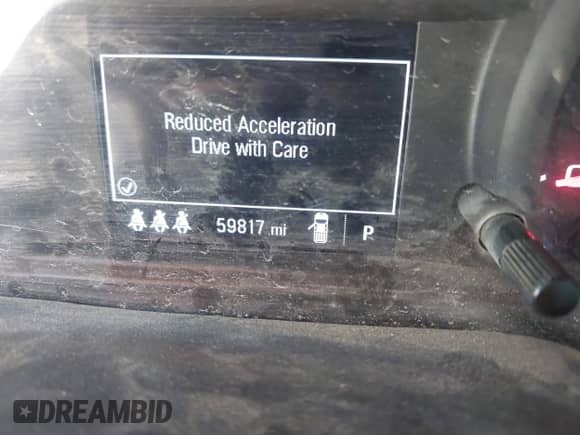 Reduced Acceleration
Drive with Care
59817 mi P
DREAMBID